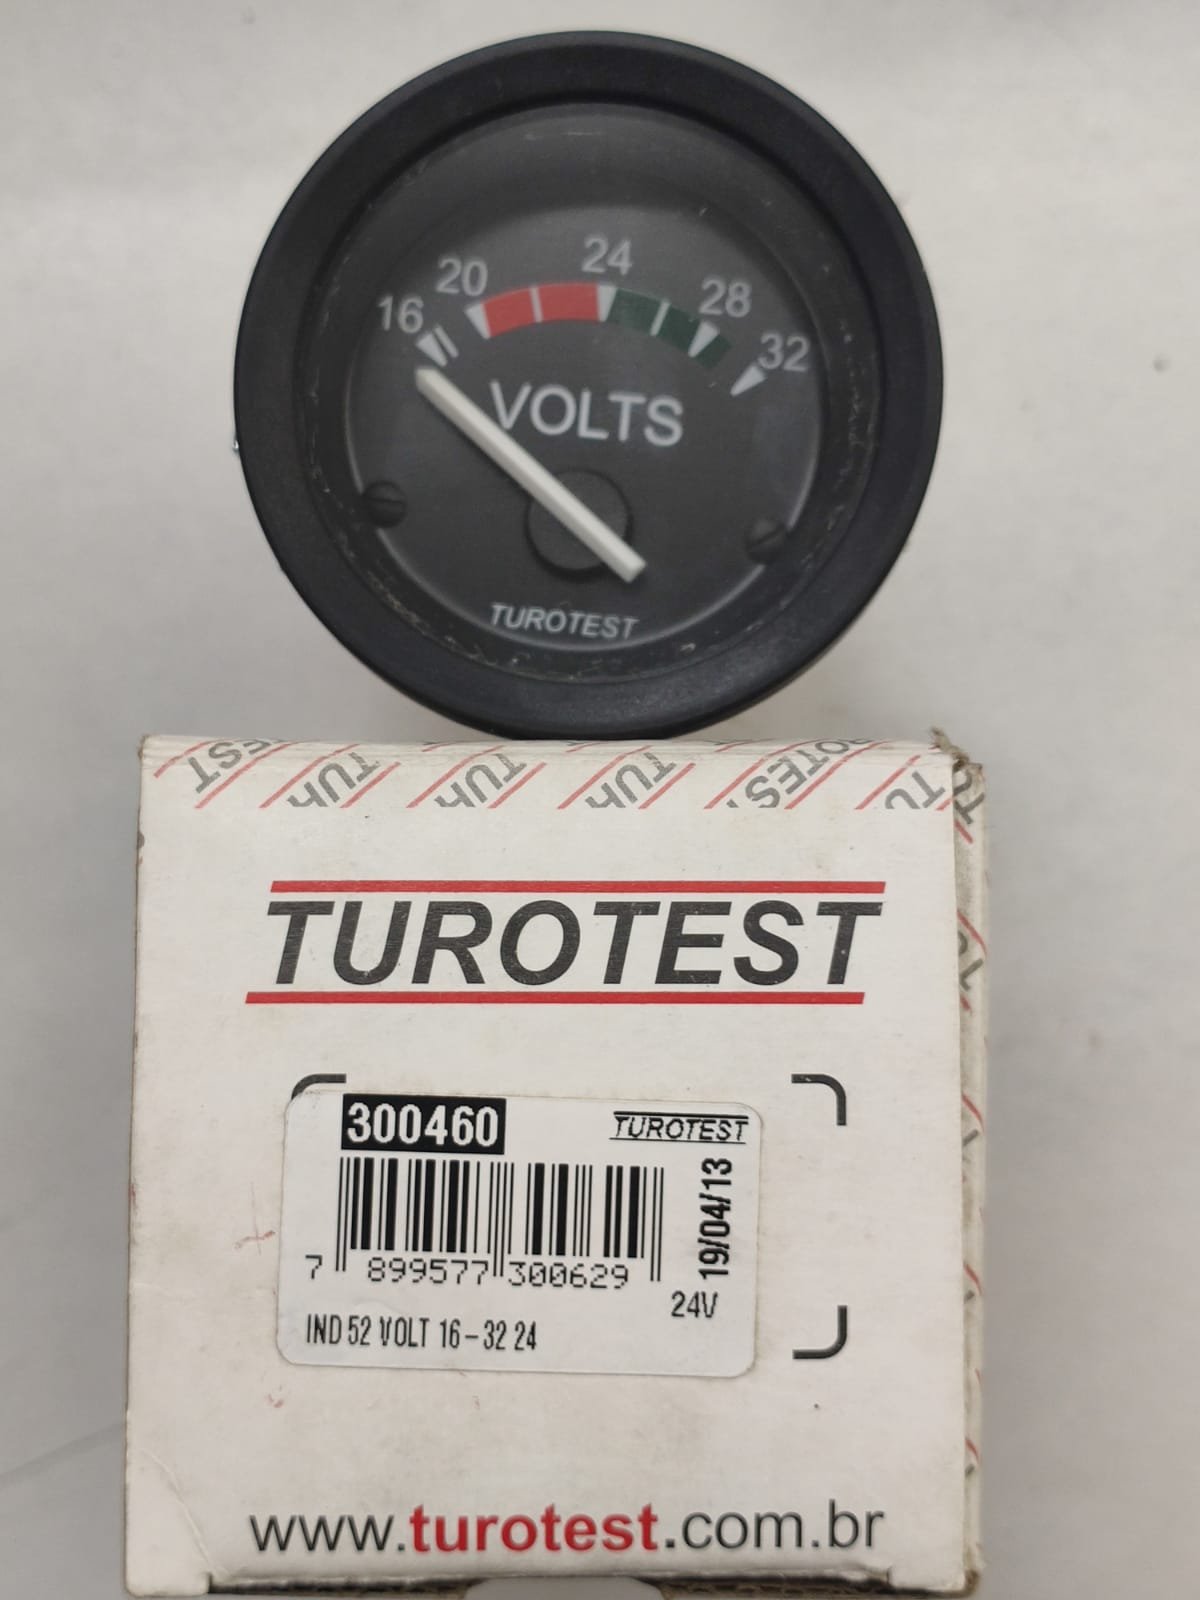 16 20 24 28 32
VOLTS
TUROTEST
TUROTEST
300460
TUROTEST
19/04/13
7 899577 300629
24V
IND 52 VOLT 16-32 24
www.turotest.com.br